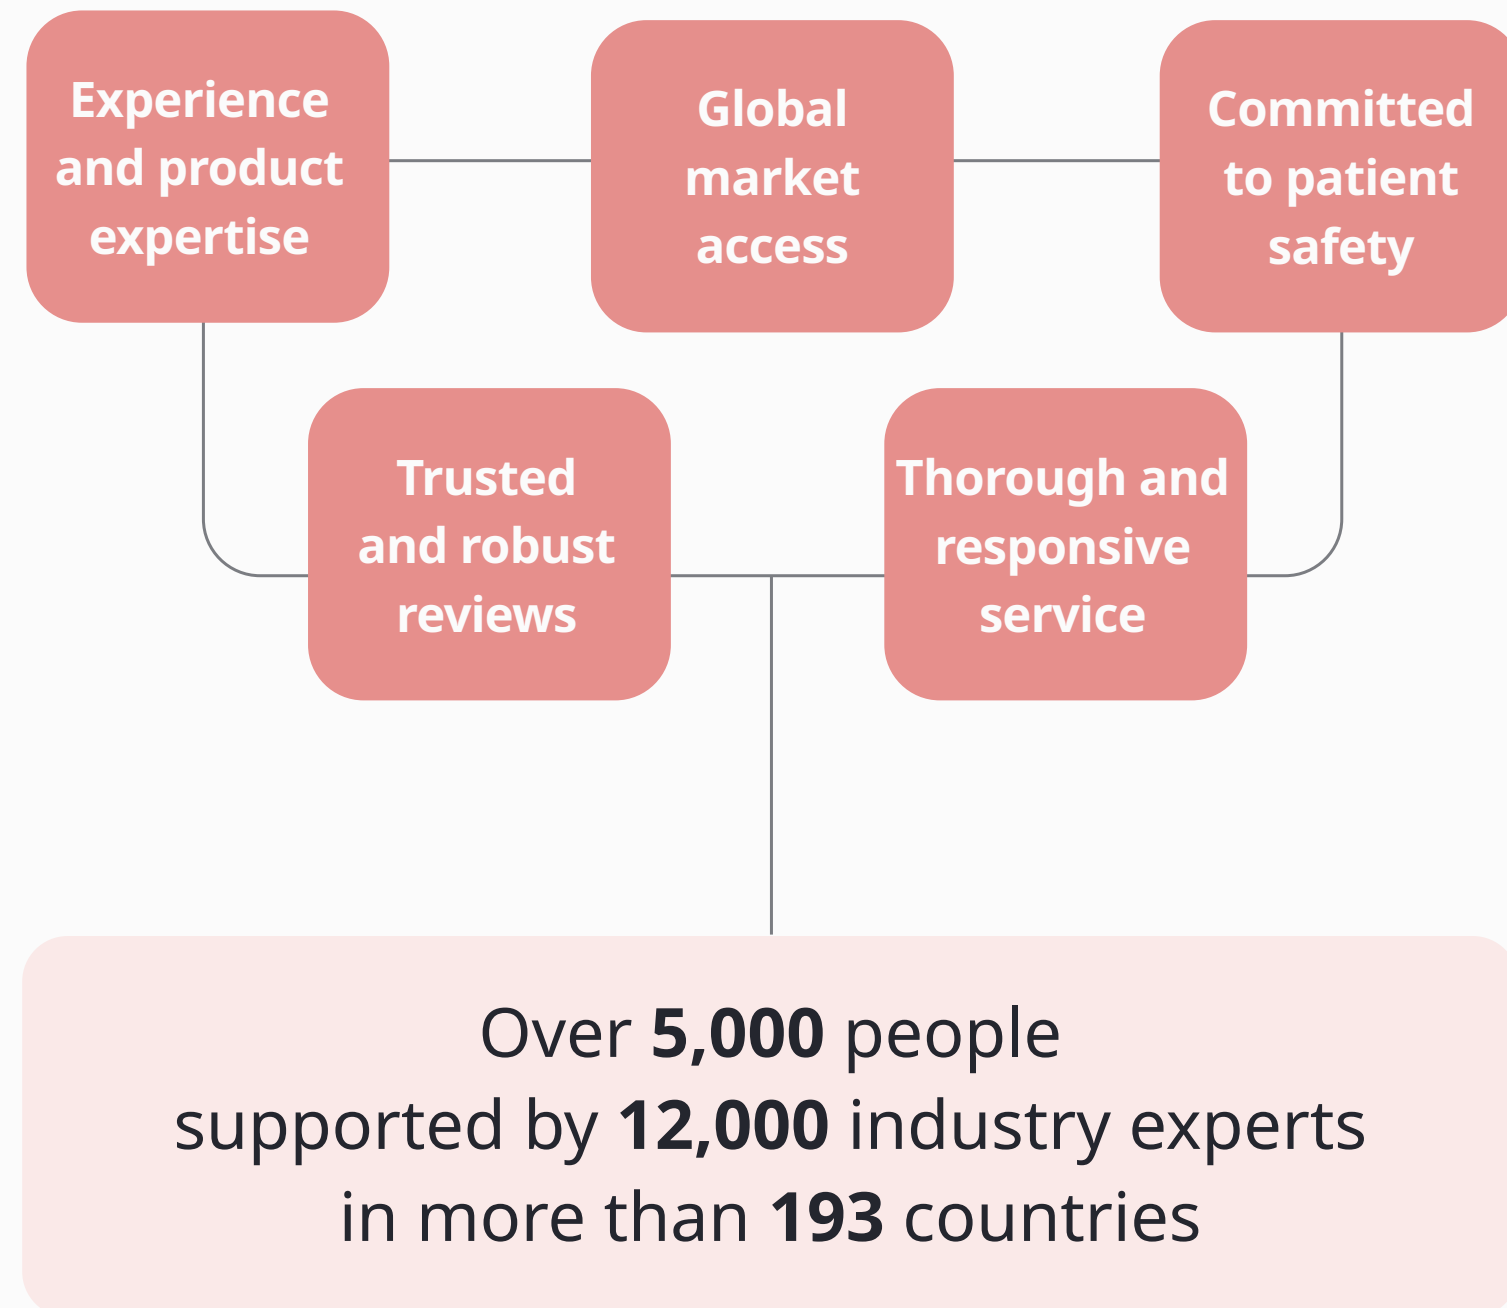 Experience
and product
expertise
Global
market
access
Committed
to patient
safety
Trusted
and robust
reviews
Thorough and
responsive
service
Over 5,000 people
supported by 12,000 industry experts
in more than 193 countries